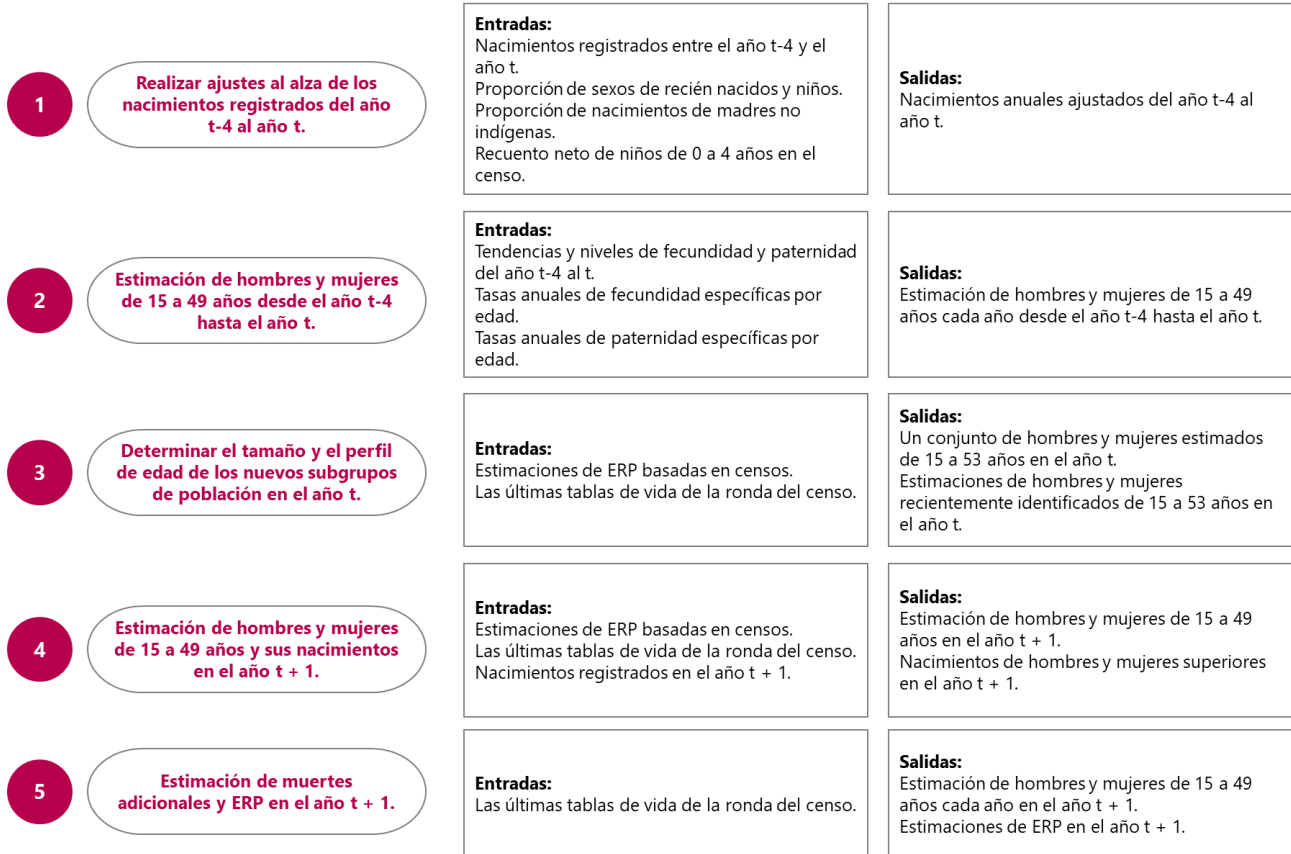 1
Realizar ajustes al alza de los
nacimientos registrados del año
t-4 al año t.
Entradas:
Nacimientos registrados entre el año t-4 y el
año t.
Proporción de sexos de recién nacidos y niños.
Proporción de nacimientos de madres no
indígenas.
Recuento neto de niños de 0 a 4 años en el
censo.
Salidas:
Nacimientos anuales ajustados del año t-4 al
año t.
2
Estimación de hombres y mujeres
de 15 a 49 años desde el año t-4
hasta el año t.
Entradas:
Tendencias y niveles de fecundidad y paternidad
del año t-4 al t.
Tasas anuales de fecundidad específicas por
edad.
Tasas anuales de paternidad específicas por
edad.
Salidas:
Estimación de hombres y mujeres de 15 a 49
años cada año desde el año t-4 hasta el año t.
3
Determinar el tamaño y el perfil
de edad de los nuevos subgrupos
de población en el año t.
Entradas:
Estimaciones de ERP basadas en censos.
Las últimas tablas de vida de la ronda del censo.
Salidas:
Un conjunto de hombres y mujeres estimados
de 15 a 53 años en el año t.
Estimaciones de hombres y mujeres
recientemente identificados de 15 a 53 años en
el año t.
4
Estimación de hombres y mujeres
de 15 a 49 años y sus nacimientos
en el año t + 1.
Entradas:
Estimaciones de ERP basadas en censos.
Las últimas tablas de vida de la ronda del censo.
Nacimientos registrados en el año t + 1.
Salidas:
Estimación de hombres y mujeres de 15 a 49
años en el año t + 1.
Nacimientos de hombres y mujeres superiores
en el año t + 1.
5
Estimación de muertes
adicionales y ERP en el año t + 1.
Entradas:
Las últimas tablas de vida de la ronda del censo.
Salidas:
Estimación de hombres y mujeres de 15 a 49
años cada año en el año t + 1.
Estimaciones de ERP en el año t + 1.